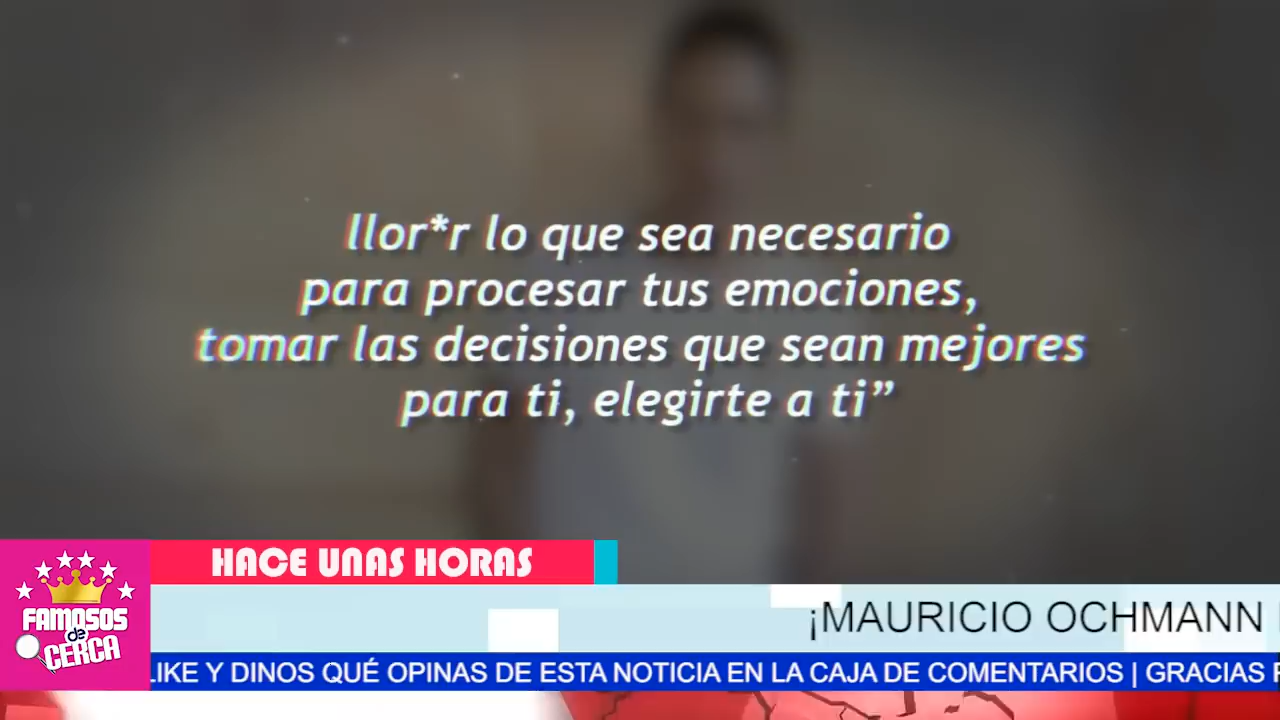 llor*r lo que sea necesario
para procesar tus emociones,
tomar las decisiones que sean mejores
para ti, elegirte a ti”
HACE UNAS HORAS
FAMOSOS
de
CERCA
¡MAURICIO OCHMANN
LIKE Y DINOS QUÉ OPINAS DE ESTA NOTICIA EN LA CAJA DE COMENTARIOS | GRACIAS